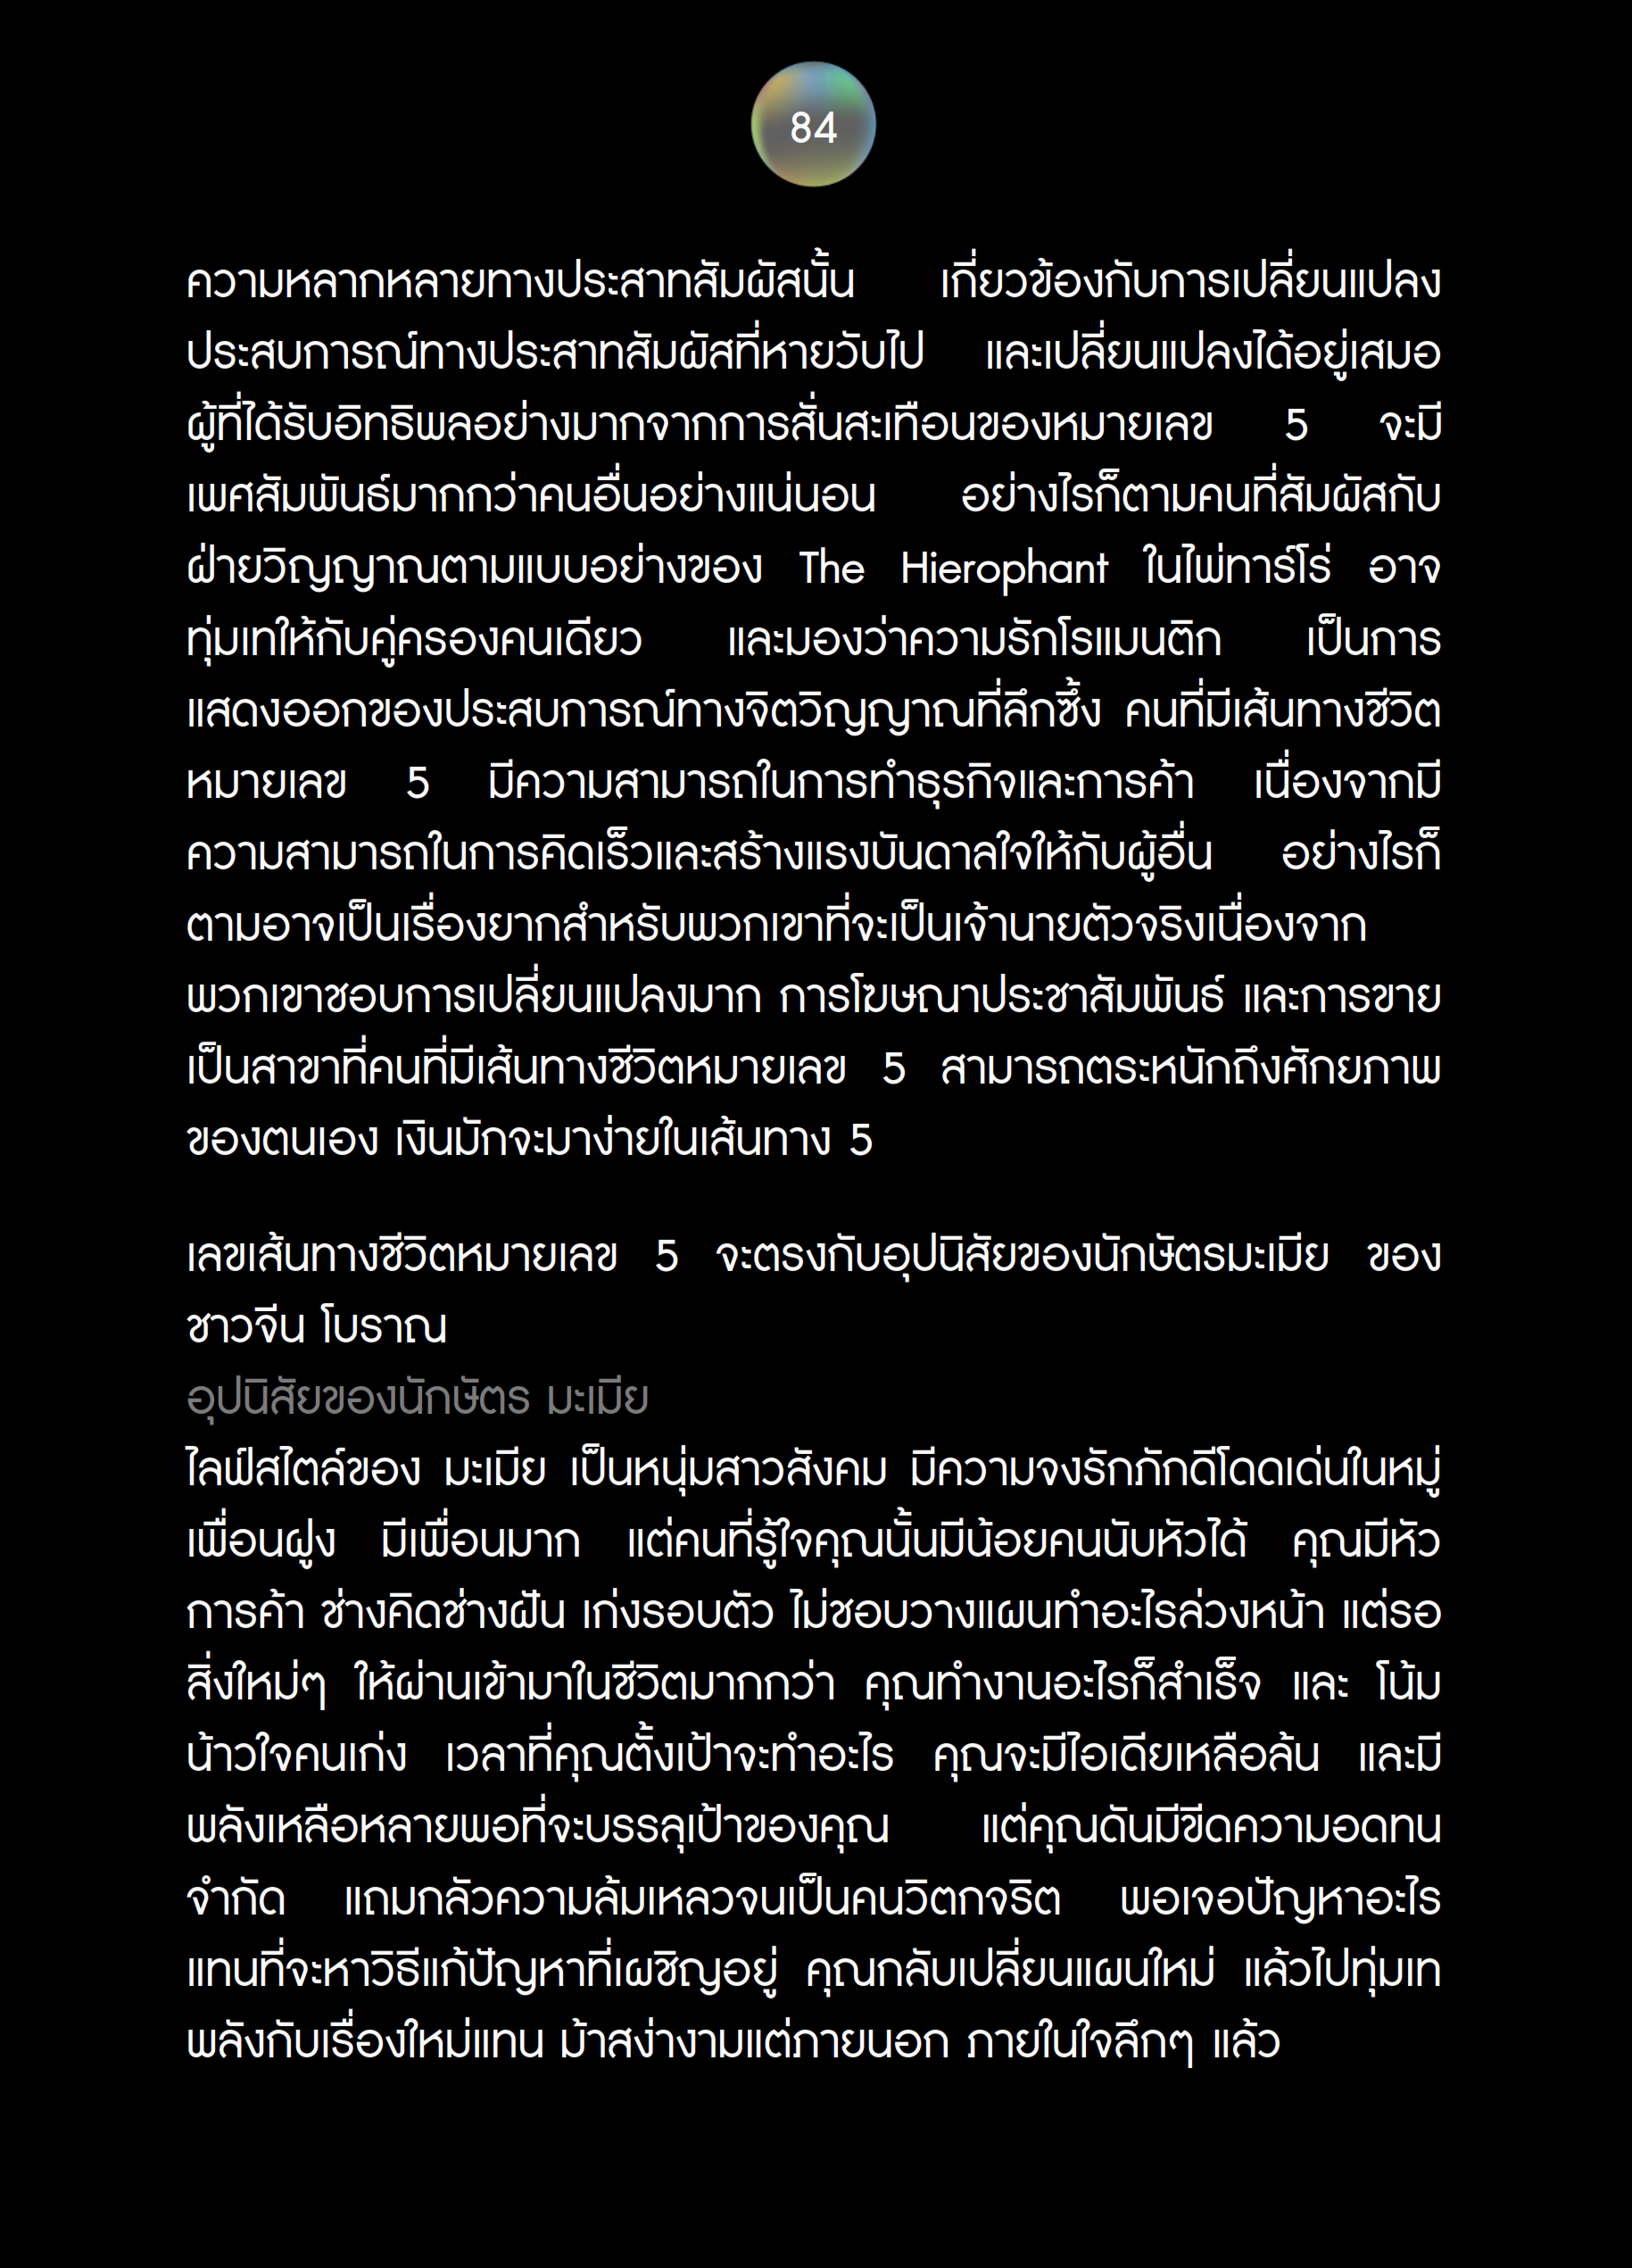 84
ความหลากหลายทางประสาทสัมผัสนั้น เกี่ยวข้องกับการเปลี่ยนแปลง
ประสบการณ์ทางประสาทสัมผัสที่หายวับไป และเปลี่ยนแปลงได้อยู่เสมอ
ผู้ที่ได้รับอิทธิพลอย่างมากจากการสั่นสะเทือนของหมายเลข 5 จะมี
เพศสัมพันธ์มากกว่าคนอื่นอย่างแน่นอน อย่างไรก็ตามคนที่สัมผัสกับ
ฝ่ายวิญญาณตามแบบอย่างของ The Hierophant ในไพ่ทาร์โร่ อาจ
ทุ่มเทให้กับคู่ครองคนเดียว และมองว่าความรักโรแมนติก เป็นการ
แสดงออกของประสบการณ์ทางจิตวิญญาณที่ลึกซึ้ง คนที่มีเส้นทางชีวิต
หมายเลข 5 มีความสามารถในการทำธุรกิจและการค้า เนื่องจากมี
ความสามารถในการคิดเร็วและสร้างแรงบันดาลใจให้กับผู้อื่น อย่างไรก็
ตามอาจเป็นเรื่องยากสำหรับพวกเขาที่จะเป็นเจ้านายตัวจริงเนื่องจาก
พวกเขาชอบการเปลี่ยนแปลงมาก การโฆษณาประชาสัมพันธ์ และการขาย
เป็นสาขาที่คนที่มีเส้นทางชีวิตหมายเลข 5 สามารถตระหนักถึงศักยภาพ
ของตนเอง เงินมักจะมาง่ายในเส้นทาง 5
เลขเส้นทางชีวิตหมายเลข 5 จะตรงกับอุปนิสัยของนักษัตรมะเมีย ของ
ชาวจีน โบราณ
อุปนิสัยของนักษัตร มะเมีย
ไลฟ์สไตล์ของ มะเมีย เป็นหนุ่มสาวสังคม มีความจงรักภักดีโดดเด่นในหมู่
เพื่อนฝูง มีเพื่อนมาก แต่คนที่รู้ใจคุณนั้นมีน้อยคนนับหัวได้ คุณมีหัว
การค้า ช่างคิดช่างฝัน เก่งรอบตัว ไม่ชอบวางแผนทำอะไรล่วงหน้า แต่รอ
สิ่งใหม่ๆ ให้ผ่านเข้ามาในชีวิตมากกว่า คุณทำงานอะไรก็สำเร็จ และ โน้ม
น้าวใจคนเก่ง เวลาที่คุณตั้งเป้าจะทำอะไร คุณจะมีไอเดียเหลือล้น และมี
พลังเหลือหลายพอที่จะบรรลุเป้าของคุณ แต่คุณดันมีขีดความอดทน
จำกัด แถมกลัวความล้มเหลวจนเป็นคนวิตกจริต พอเจอปัญหาอะไร
แทนที่จะหาวิธีแก้ปัญหาที่เผชิญอยู่ คุณกลับเปลี่ยนแผนใหม่ แล้วไปทุ่มเท
พลังกับเรื่องใหม่แทน ม้าสง่างามแต่ภายนอก ภายในใจลึกๆ แล้ว